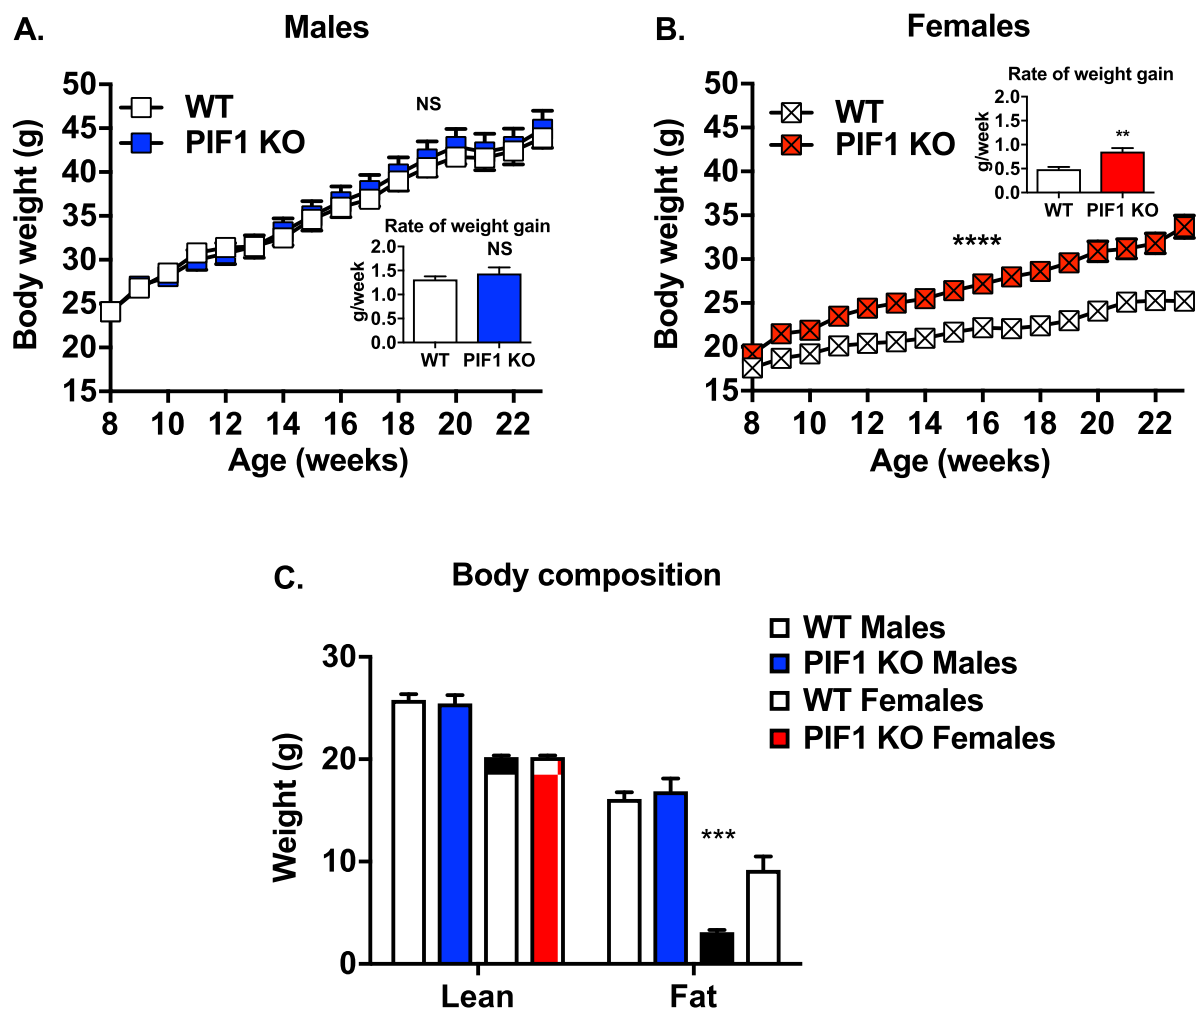 A.
Males
50
45
40
35
30
25
20
15
Body weight (g)
WT
PIF1 KO
NS
Rate of weight gain
2.0
1.5
1.0
0.5
0.0
g/week
NS
WT
PIF1 KO
8
10
12
14
16
18
20
22
Age (weeks)
B.
Females
50
45
40
35
30
25
20
15
Body weight (g)
WT
PIF1 KO
Rate of weight gain
2.0
1.5
1.0
0.5
0.0
g/week
**
WT
PIF1 KO
****
8
10
12
14
16
18
20
22
Age (weeks)
C.
Body composition
WT Males
PIF1 KO Males
WT Females
PIF1 KO Females
30
20
10
0
Weight (g)
***
Lean
Fat